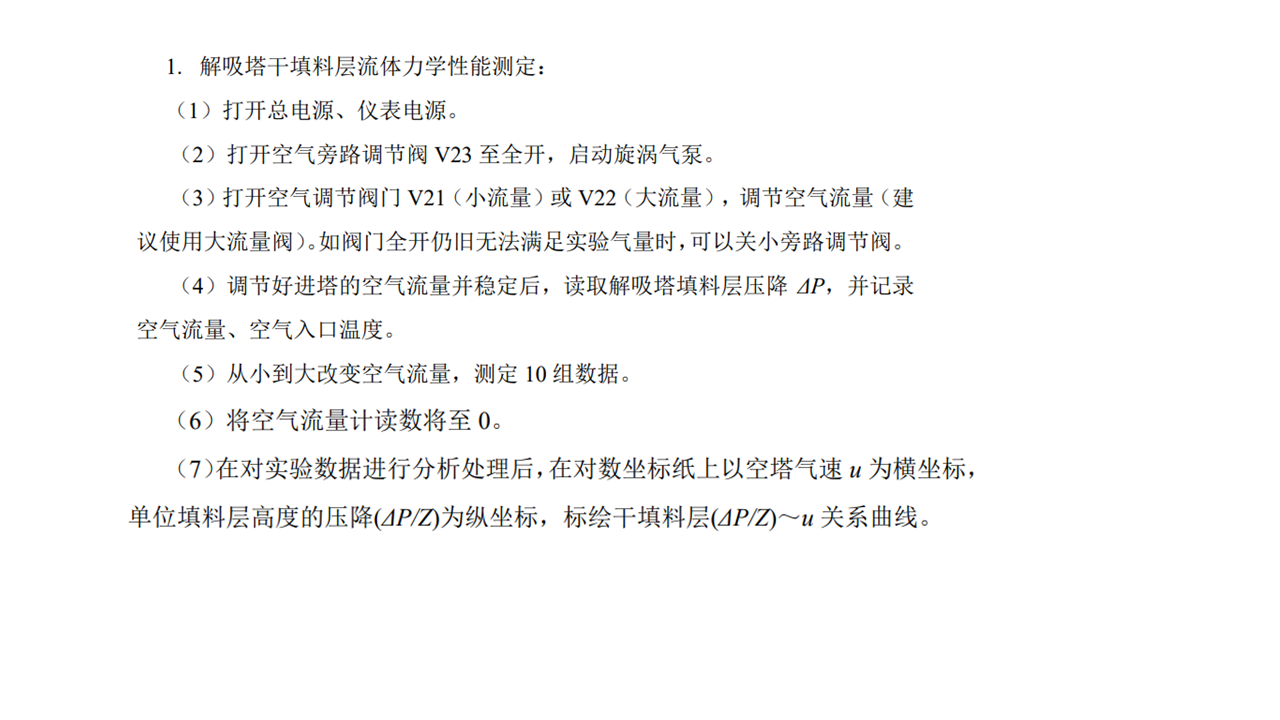 1. 解吸塔干填料层流体力学性能测定：
（1）打开总电源、仪表电源。
（2）打开空气旁路调节阀 V23 至全开，启动旋涡气泵。
（3）打开空气调节阀门 V21（小流量）或 V22（大流量），调节空气流量（建
议使用大流量阀）。如阀门全开仍旧无法满足实验气量时，可以关小旁路调节阀。
（4）调节好进塔的空气流量并稳定后，读取解吸塔填料层压降 ΔP，并记录
空气流量、空气入口温度。
（5）从小到大改变空气流量，测定 10 组数据。
（6）将空气流量计读数将至 0。
（7）在对实验数据进行分析处理后，在对数坐标纸上以空塔气速 u 为横坐标，
单位填料层高度的压降(ΔP/Z)为纵坐标，标绘干填料层(ΔP/Z)～u 关系曲线。